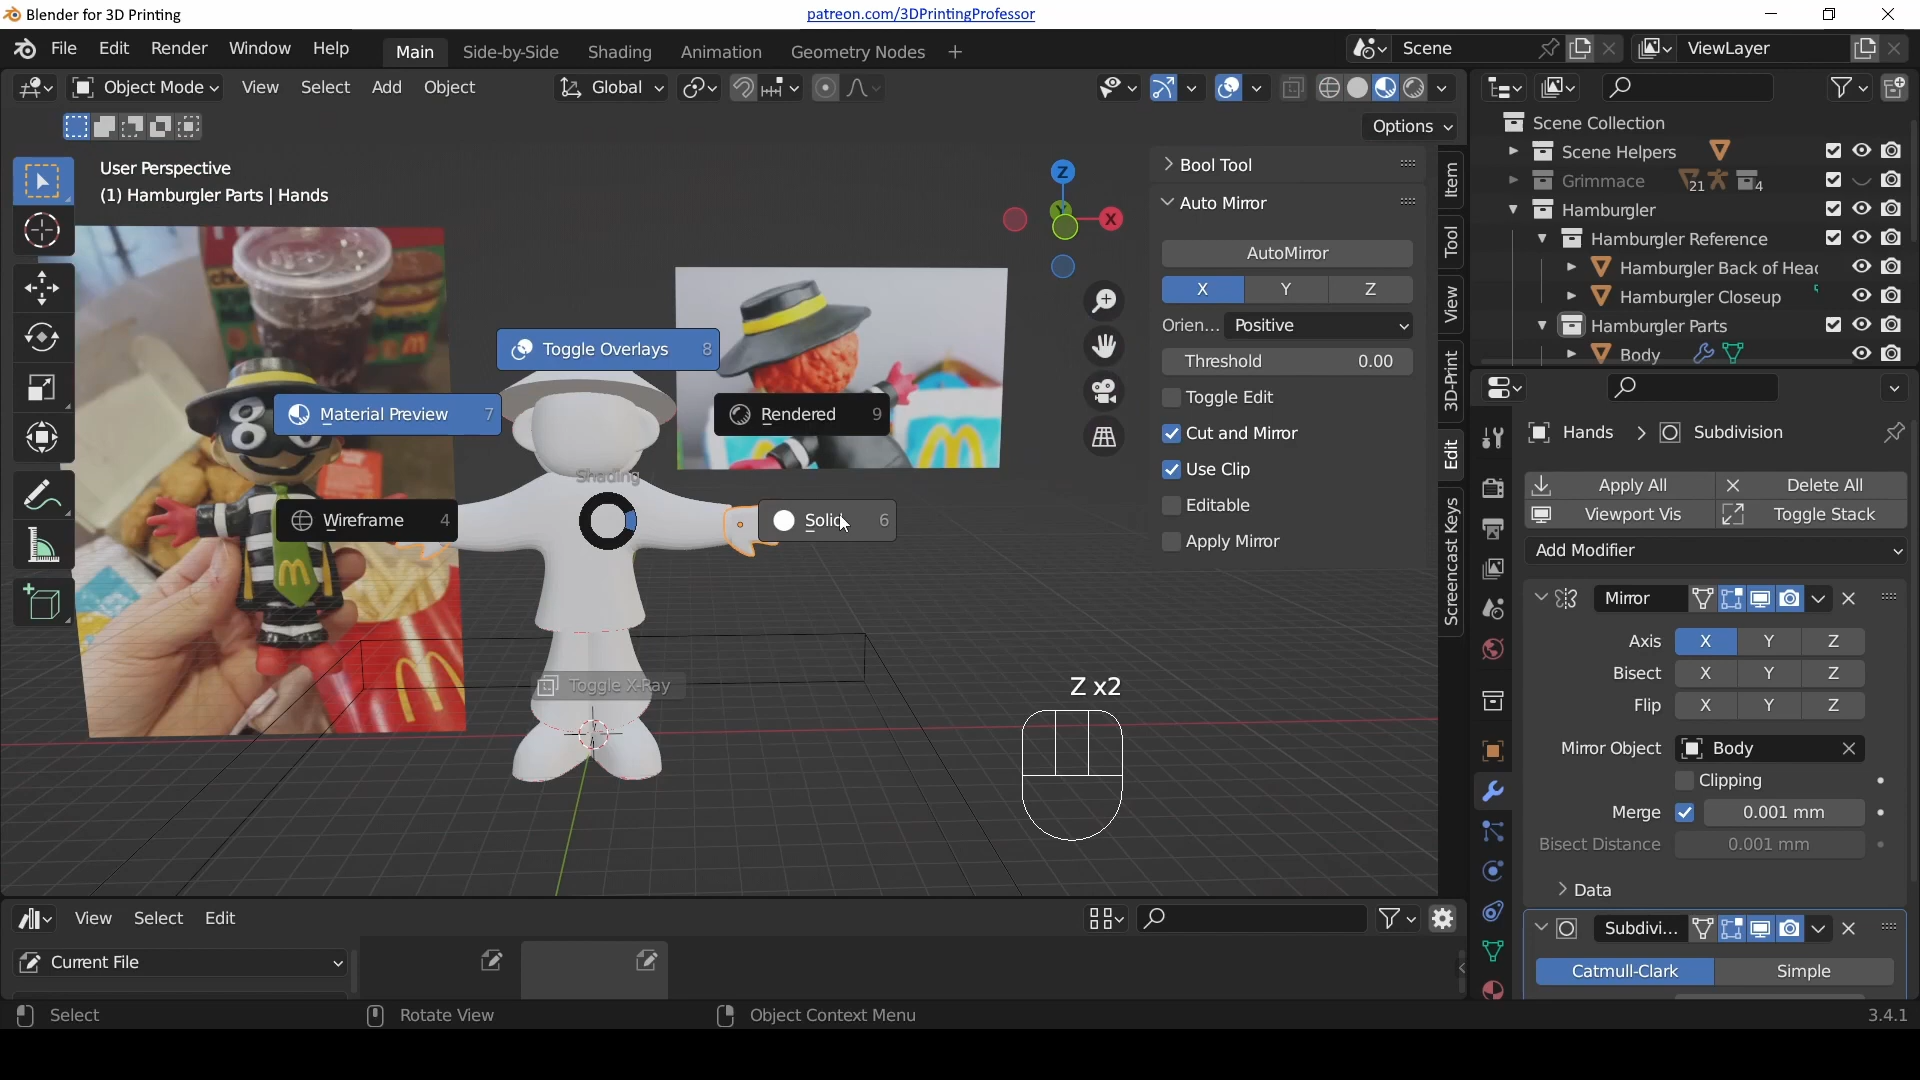 Blender for 3D Printing
patreon.com/3DPrintingProfessor
File Edit Render Window Help
Main Side-by-Side Shading Animation Geometry Nodes +
Scene
ViewLayer
Object Mode View Select Add Object
Global
Options
User Perspective
(1) Hamburgler Parts | Hands
Toggle Overlays 8
Material Preview 7
Rendered 9
Shading
Wireframe 4
Solid 6
Toggle X-Ray
Z
X
Z x2
Bool Tool
Auto Mirror
AutoMirror
X Y Z
Orien... Positive
Threshold 0.00
Toggle Edit
Cut and Mirror
Use Clip
Editable
Apply Mirror
Item
Tool
View
3D-Print
Edit
Screencast Keys
Scene Collection
Scene Helpers
Grimmace 21 4
Hamburgler
Hamburgler Reference
Hamburgler Back of Head
Hamburgler Closeup
Hamburgler Parts
Body
Hands > Subdivision
Apply All Delete All
Viewport Vis Toggle Stack
Add Modifier
Mirror
Axis X Y Z
Bisect X Y Z
Flip X Y Z
Mirror Object Body
Clipping
Merge 0.001 mm
Bisect Distance 0.001 mm
Data
Subdivi...
Catmull-Clark Simple
View Select Edit
Current File
Select Rotate View Object Context Menu
3.4.1